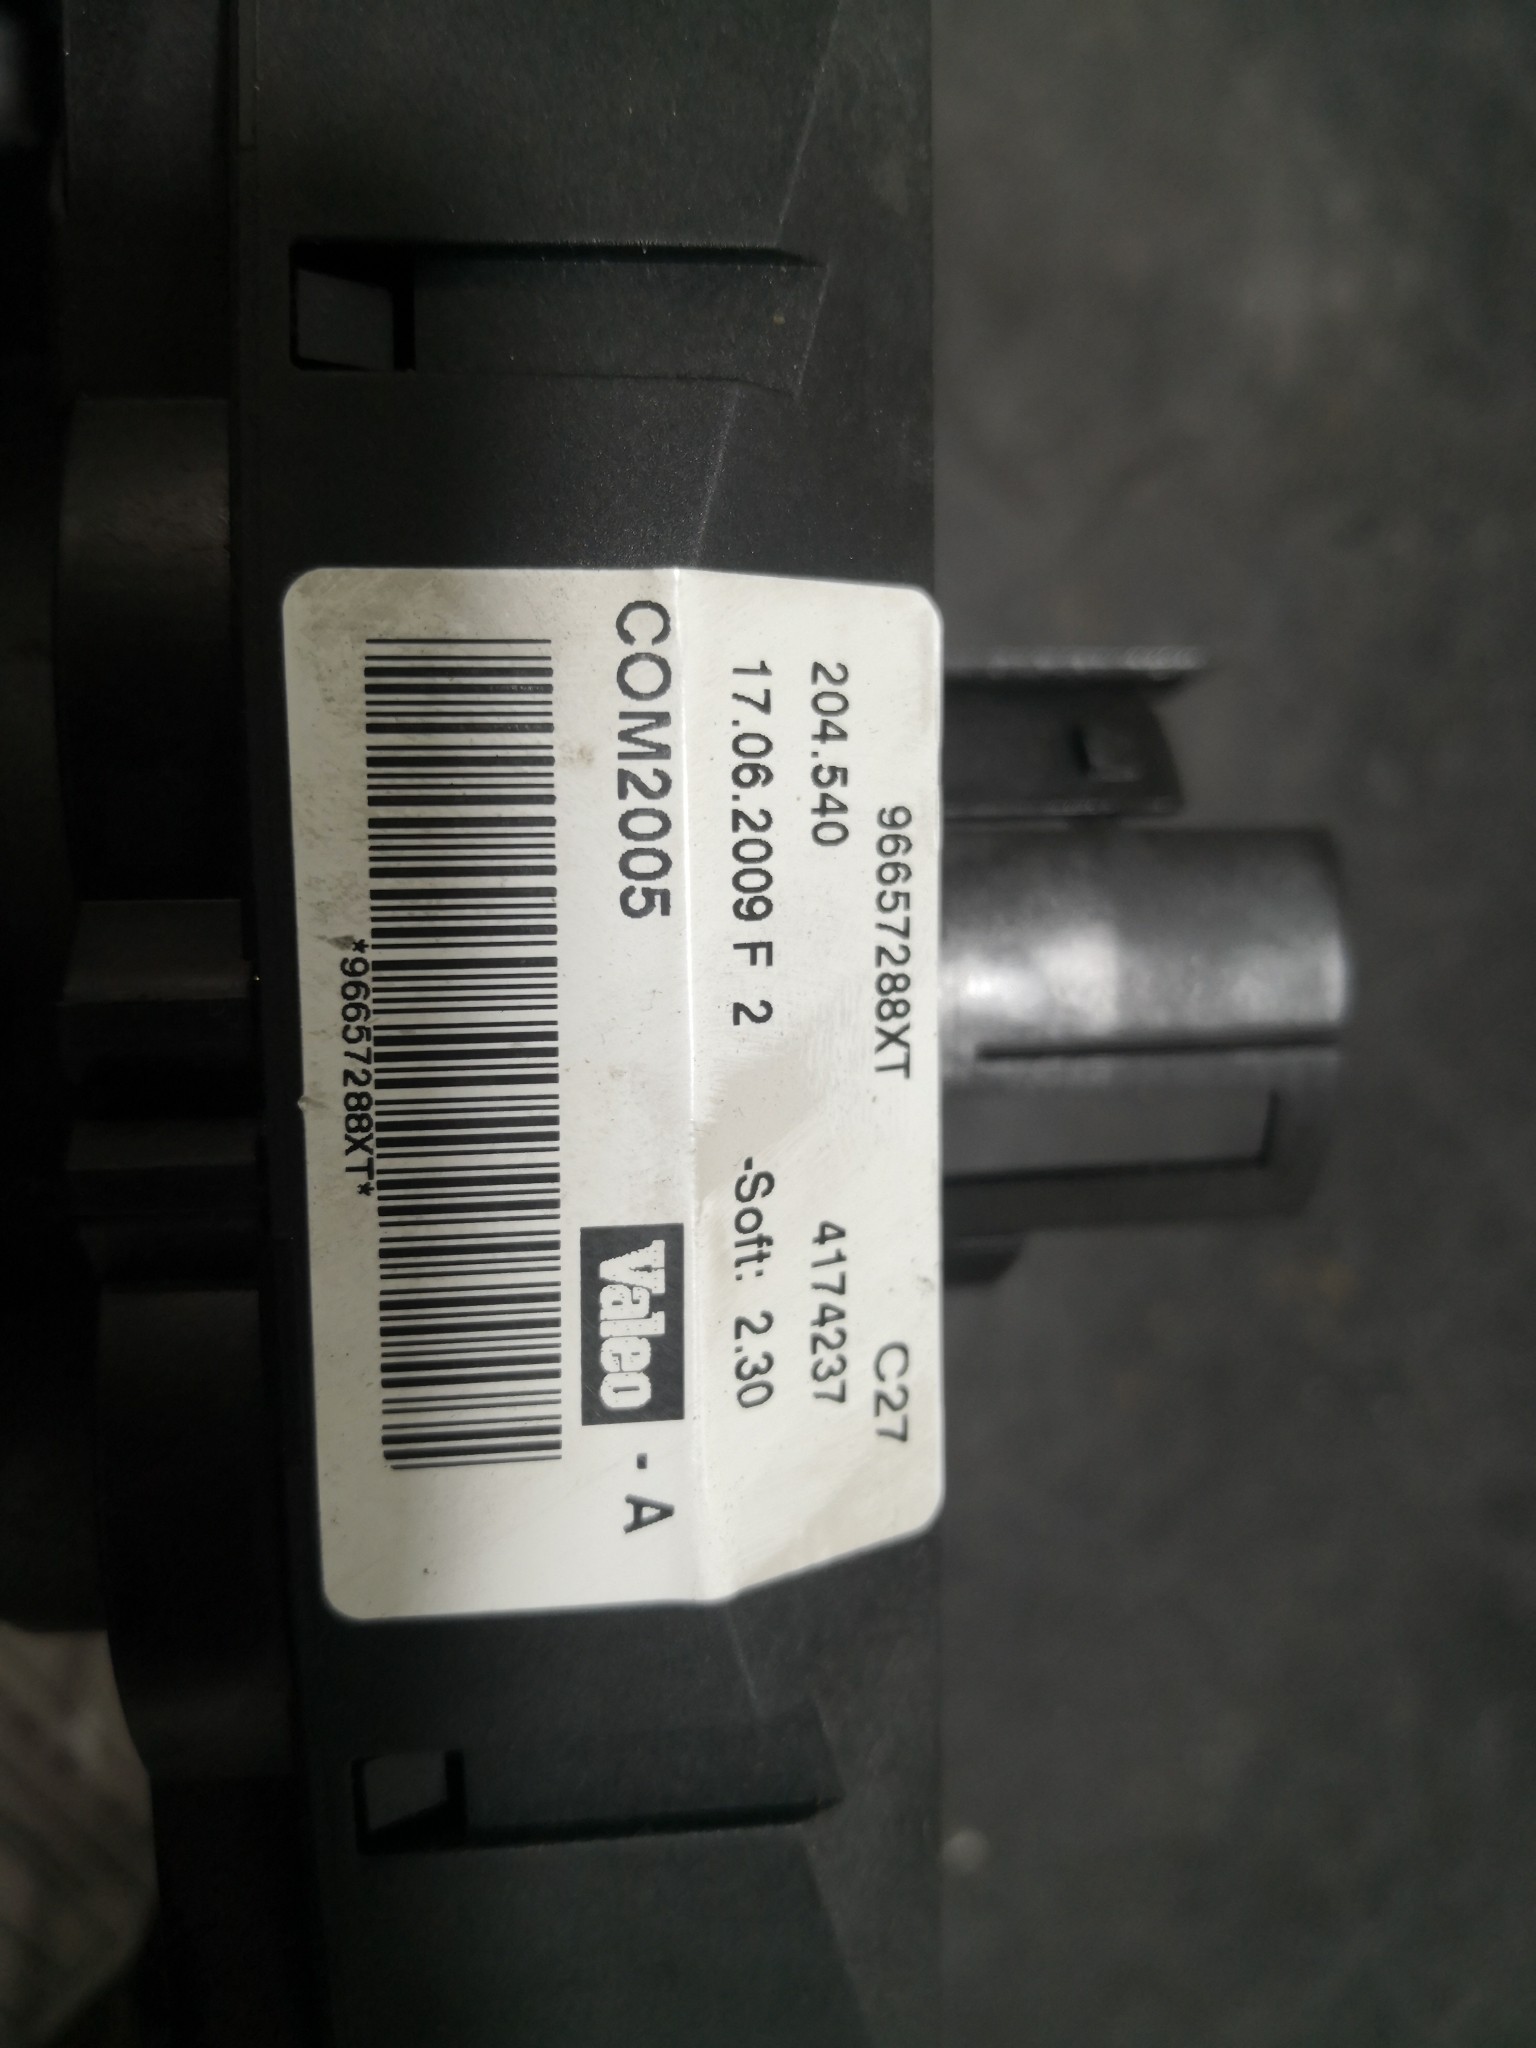 96657288XT C27
204.540 4174237
17.06.2009 F 2 -Soft: 2.30
COM2005 Valeo - A
*96657288XT*